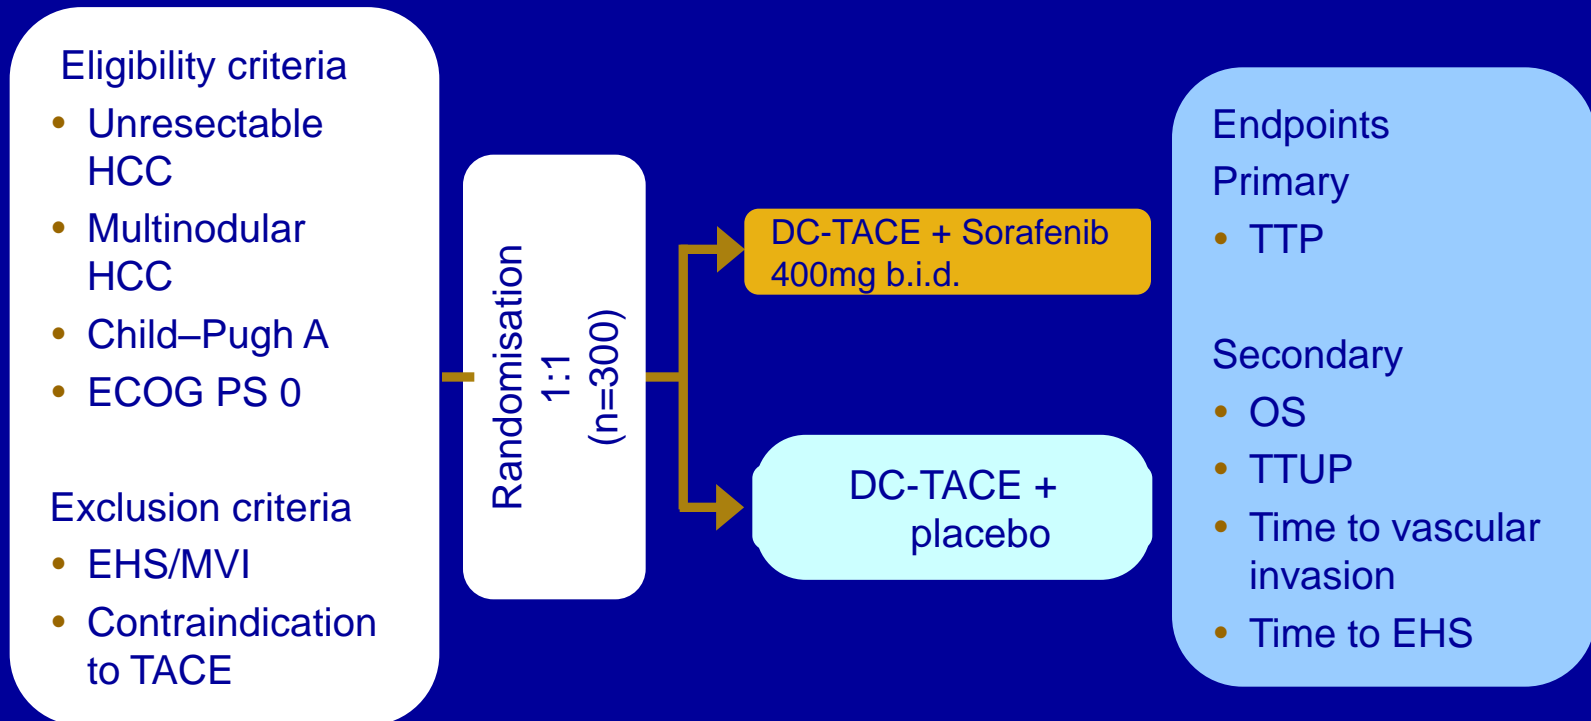 Eligibility criteria
• Unresectable
HCC
• Multinodular
HCC
• Child–Pugh A
• ECOG PS 0
Exclusion criteria
• EHS/MVI
• Contraindication
to TACE
Randomisation
1:1
(n=300)
DC-TACE + Sorafenib
400mg b.i.d.
DC-TACE +
placebo
Endpoints
Primary
• TTP
Secondary
• OS
• TTUP
• Time to vascular
invasion
• Time to EHS